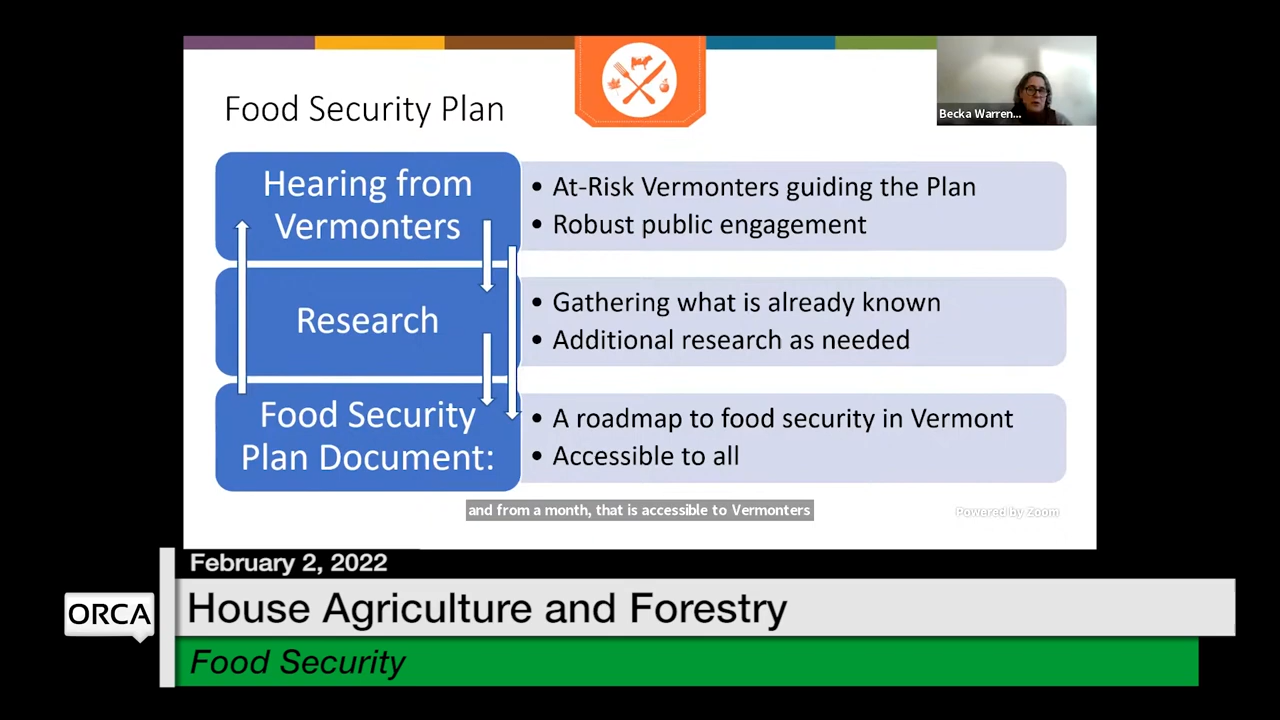 Food Security Plan
Becka Warren...
Hearing from
Vermonters
• At-Risk Vermonters guiding the Plan
• Robust public engagement
Research
• Gathering what is already known
• Additional research as needed
Food Security
Plan Document:
• A roadmap to food security in Vermont
• Accessible to all
and from a month, that is accessible to Vermonters
Powered by Zoom
February 2, 2022
ORCA
House Agriculture and Forestry
Food Security